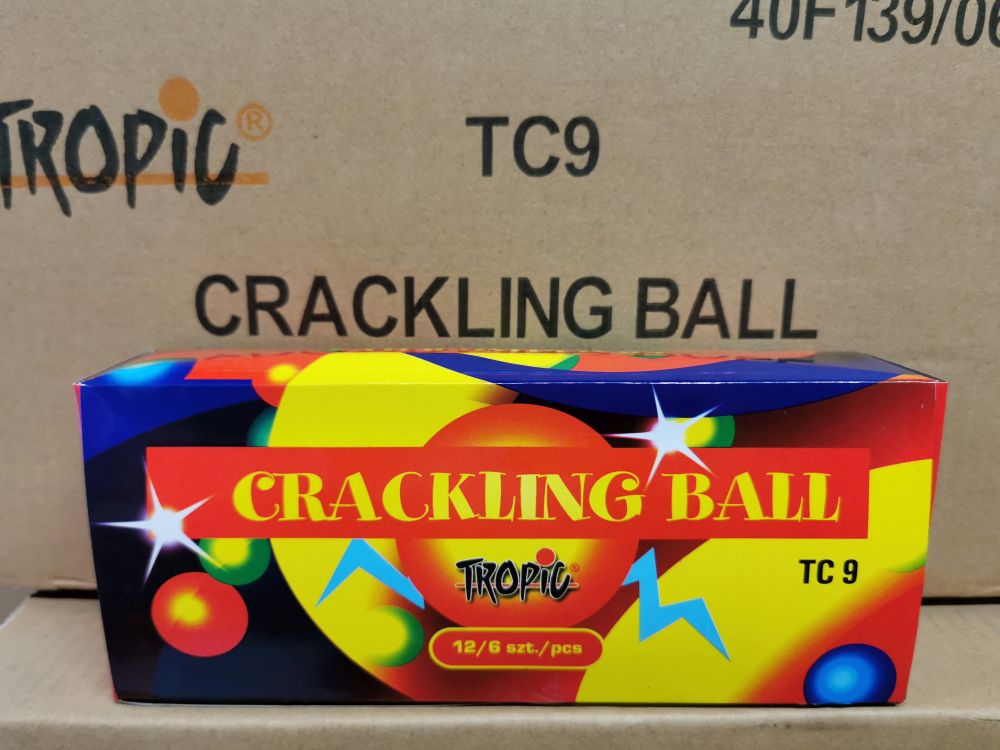 40F139/06
TROPIC®
TC9
CRACKLING BALL
CRACKLING BALL
TROPIC®
TC 9
12/6 szt./pcs